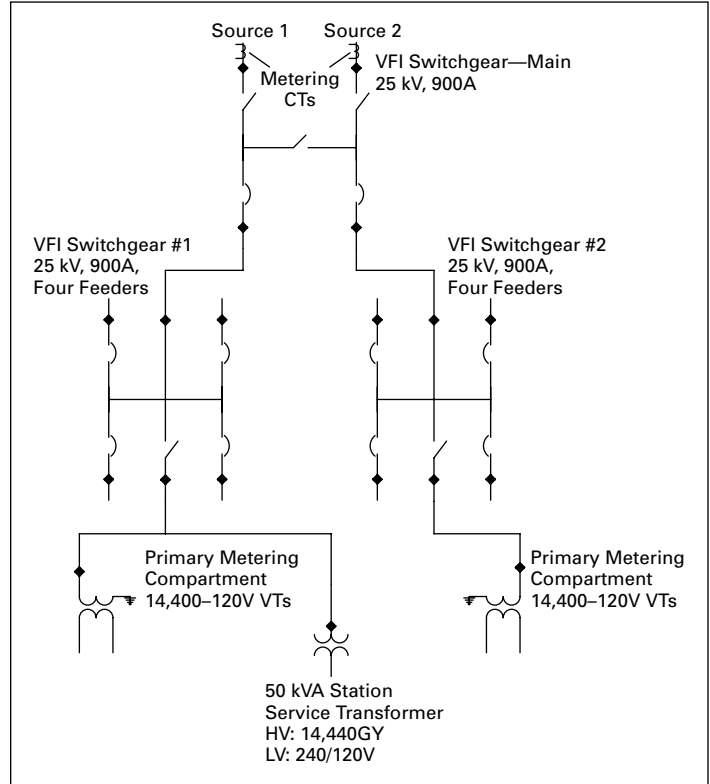 Source 1
Source 2
Metering
CTs
VFI Switchgear—Main
25 kV, 900A
VFI Switchgear #1
25 kV, 900A,
Four Feeders
VFI Switchgear #2
25 kV, 900A,
Four Feeders
Primary Metering
Compartment
14,400–120V VTs
Primary Metering
Compartment
14,400–120V VTs
50 kVA Station
Service Transformer
HV: 14,440GY
LV: 240/120V